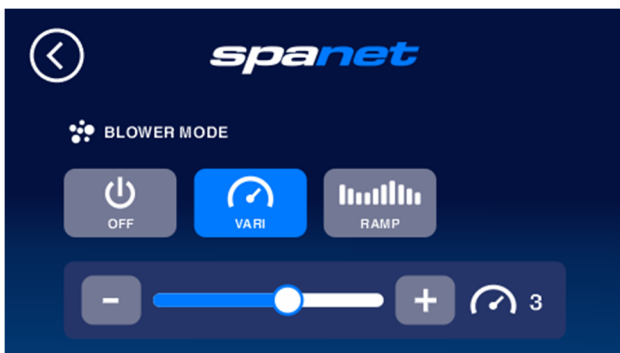 spanet
BLOWER MODE
OFF
VARI
RAMP
- + 3